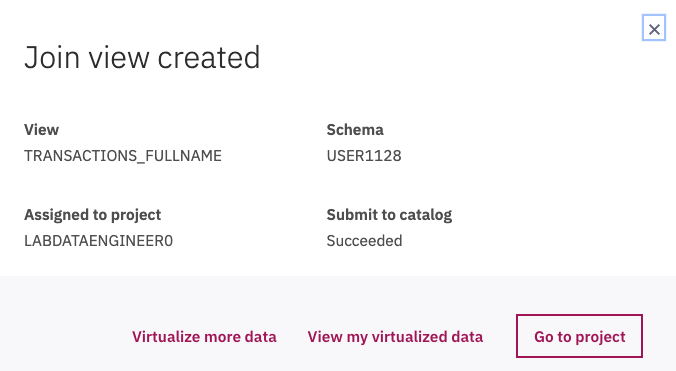 Join view created
View
Schema
TRANSACTIONS_FULLNAME
USER1128
Assigned to project
Submit to catalog
LABDATAENGINEER0
Succeeded
Virtualize more data
View my virtualized data
Go to project